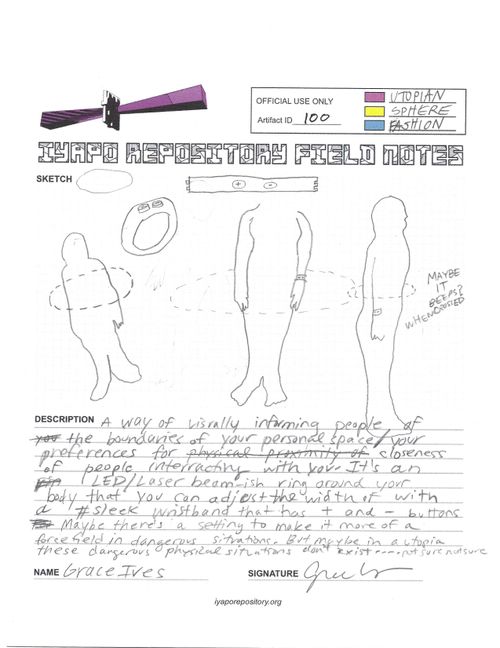 OFFICIAL USE ONLY
Artifact ID 100
UTOPIAN
SPHERE
FASHION
IYAPO REPOSITORY FIELD NOTES
SKETCH
+ -
MAYBE
IT
BEEPS?
WHEN CROSSED
DESCRIPTION A way of visually informing people of
you the boundaries of your personal space/your
preferences for physical proximity of closeness
of people interracting with you. It's an
LED/Laser beam-ish ring around your
body that you can adjust the width of with
a #sleek wristband that has + and - buttons
Maybe there's a setting to make it more of a
forcefield in dangerous situations. But maybe in a utopia
these dangerous physical situations don't exist .... not sure not sure
NAME Grace Ives SIGNATURE
iyaporepository.org